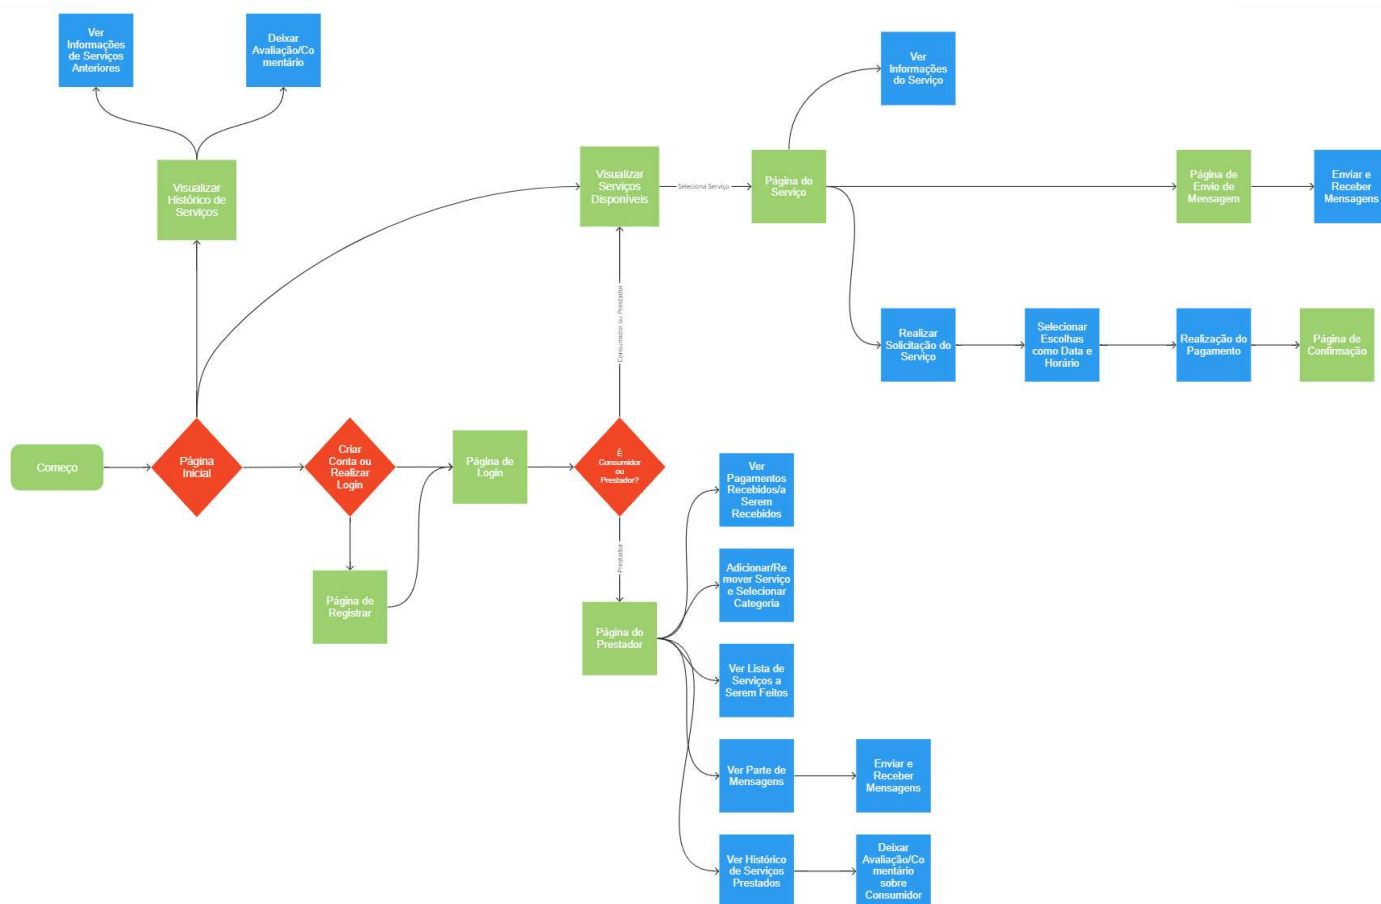 Ver
Informações
de Serviços
Anteriores
Deixar
Avaliação/Co
mentário
Ver
Informações
do Serviço
Visualizar
Histórico de
Serviços
Visualizar
Serviços
Disponíveis
Seleciona Serviço
Página do
Serviço
Página de
Envio de
Mensagem
Enviar e
Receber
Mensagens
Consumidor ou Prestador
Realizar
Solicitação do
Serviço
Selecionar
Escolhas
como Data e
Horário
Realização do
Pagamento
Página de
Confirmação
Começo
Página
Inicial
Criar
Conta ou
Realizar
Login
Página de
Login
É
Consumidor
ou
Prestador?
Ver
Pagamentos
Recebidos/a
Serem
Recebidos
Prestador
Adicionar/Re
mover Serviço
e Selecionar
Categoria
Página de
Registrar
Página do
Prestador
Ver Lista de
Serviços a
Serem Feitos
Ver Parte de
Mensagens
Enviar e
Receber
Mensagens
Ver Histórico
de Serviços
Prestados
Deixar
Avaliação/Co
mentário
sobre
Consumidor